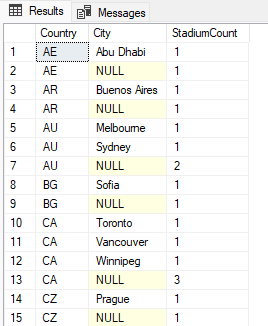 Results Messages
Country City StadiumCount
1 AE Abu Dhabi 1
2 AE NULL 1
3 AR Buenos Aires 1
4 AR NULL 1
5 AU Melbourne 1
6 AU Sydney 1
7 AU NULL 2
8 BG Sofia 1
9 BG NULL 1
10 CA Toronto 1
11 CA Vancouver 1
12 CA Winnipeg 1
13 CA NULL 3
14 CZ Prague 1
15 CZ NULL 1